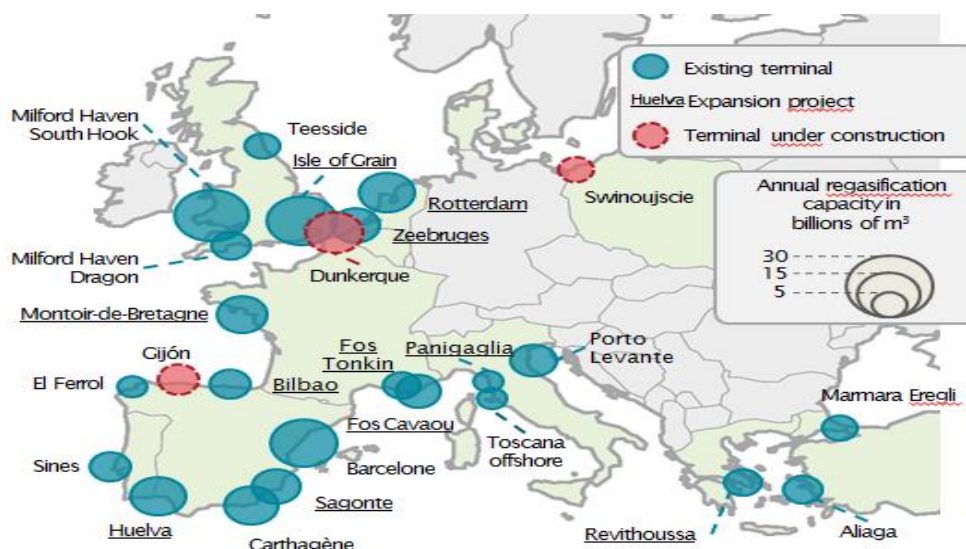 Milford Haven
South Hook
Teesside
Isle of Grain
Rotterdam
Zeebruges
Swinoujscie
Milford Haven
Dragon
Dunkerque
Montoir-de-Bretagne
Gijón
El Ferrol
Bilbao
Fos
Tonkin
Panigaglia
Porto
Levante
Fos Cavaou
Toscana
offshore
Marmara Eregli
Sines
Barcelone
Sagonte
Huelva
Carthagène
Revithoussa
Aliaga
Existing terminal
Huelva Expansion project
Terminal under construction
Annual regasification
capacity in
billions of m³
30
15
5